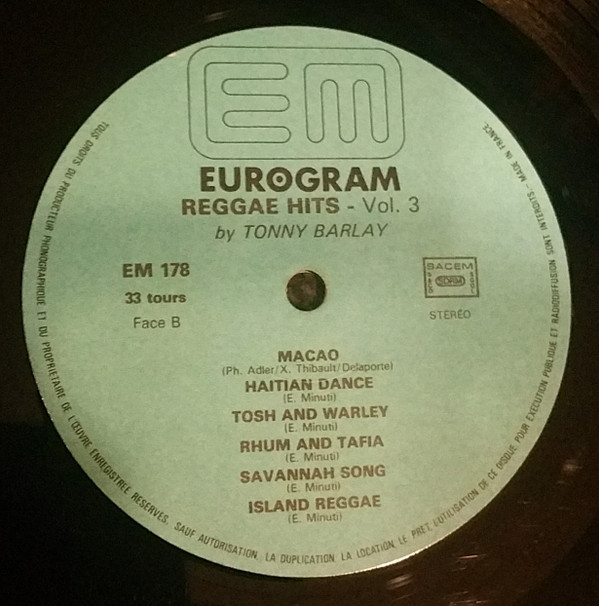 EM
EUROGRAM
REGGAE HITS - Vol. 3
by TONNY BARLAY
EM 178
33 tours
Face B
SACEM
SDRM
STÉRÉO
MACAO
(Ph. Adler/X. Thibault/Delaporte)
HAITIAN DANCE
(E. Minuti)
TOSH AND WARLEY
(E. Minuti)
RHUM AND TAFIA
(E. Minuti)
SAVANNAH SONG
(E. Minuti)
ISLAND REGGAE
(E. Minuti)
TOUS DROITS DU PRODUCTEUR PHONOGRAPHIQUE ET DU PROPRIETAIRE DE L'ŒUVRE ENREGISTREE RESERVES. SAUF AUTORISATION, LA DUPLICATION, LA LOCATION, LE PRET, L'UTILISATION DE CE DISQUE POUR EXECUTION PUBLIQUE ET RADIODIFFUSION SONT INTERDITS - MADE IN FRANCE